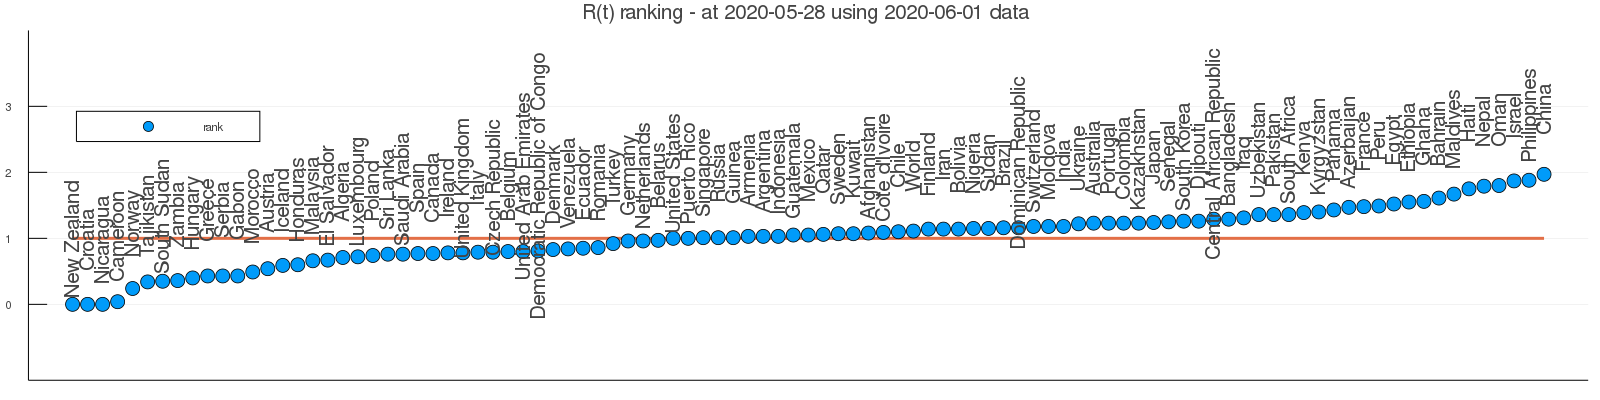 R(t) ranking - at 2020-05-28 using 2020-06-01 data
3
2
1
0
rank
New Zealand
Croatia
Nicaragua
Cameroon
Norway
Tajikistan
South Sudan
Zambia
Hungary
Greece
Serbia
Gabon
Morocco
Austria
Iceland
Honduras
Malaysia
El Salvador
Algeria
Luxembourg
Poland
Sri Lanka
Saudi Arabia
Spain
Canada
Ireland
United Kingdom
Italy
Czech Republic
Belgium
United Arab Emirates
Democratic Republic of Congo
Denmark
Venezuela
Ecuador
Romania
Turkey
Germany
Netherlands
Belarus
United States
Puerto Rico
Singapore
Russia
Guinea
Armenia
Argentina
Indonesia
Guatemala
Mexico
Qatar
Sweden
Kuwait
Afghanistan
Cote d'Ivoire
Chile
World
Finland
Iran
Bolivia
Nigeria
Sudan
Brazil
Dominican Republic
Switzerland
Moldova
India
Ukraine
Australia
Portugal
Colombia
Kazakhstan
Japan
Senegal
South Korea
Djibouti
Central African Republic
Bangladesh
Iraq
Uzbekistan
Pakistan
South Africa
Kenya
Kyrgyzstan
Panama
Azerbaijan
France
Peru
Egypt
Ethiopia
Ghana
Bahrain
Maldives
Haiti
Nepal
Oman
Israel
Philippines
China